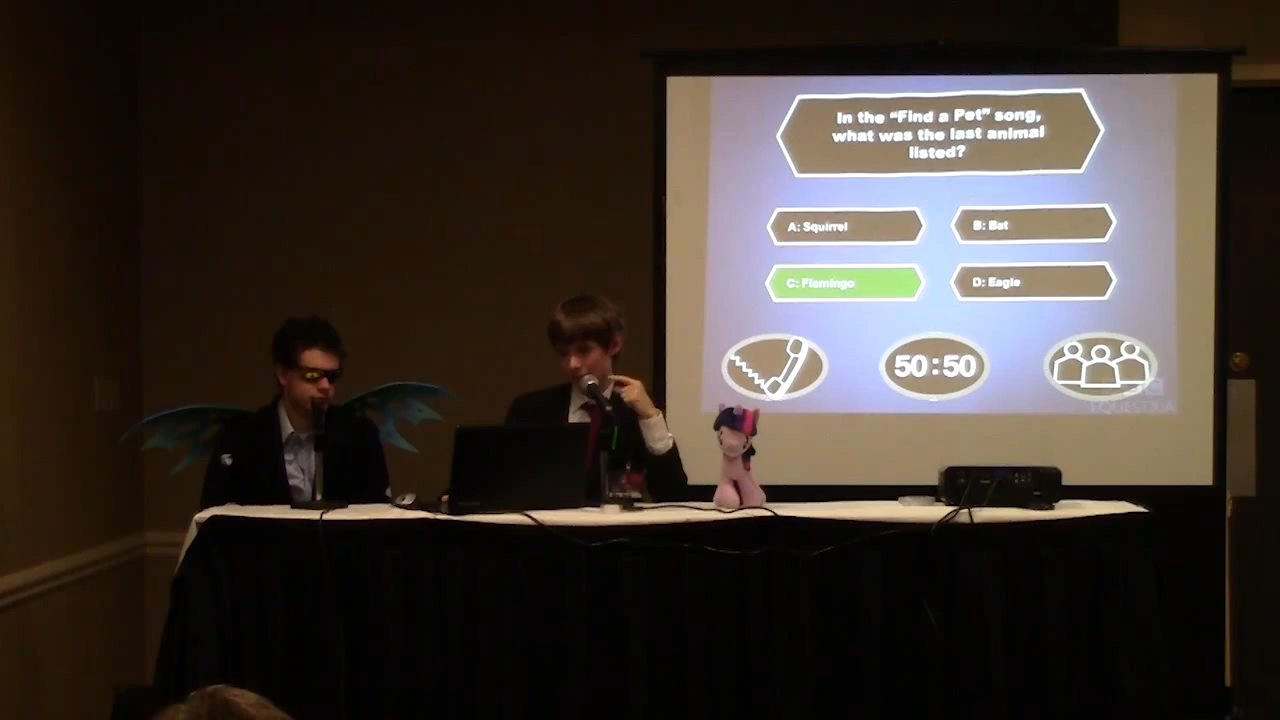 In the “Find a Pet” song,
what was the last animal
listed?
A: Squirrel
B: Bat
C: Flamingo
D: Eagle
50:50
EQUESTRIA